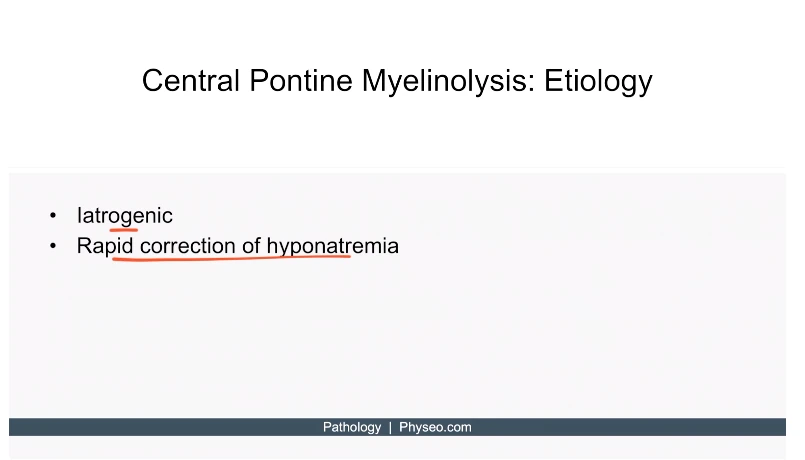 Central Pontine Myelinolysis: Etiology
• Iatrogenic
• Rapid correction of hyponatremia
Pathology | Physeo.com